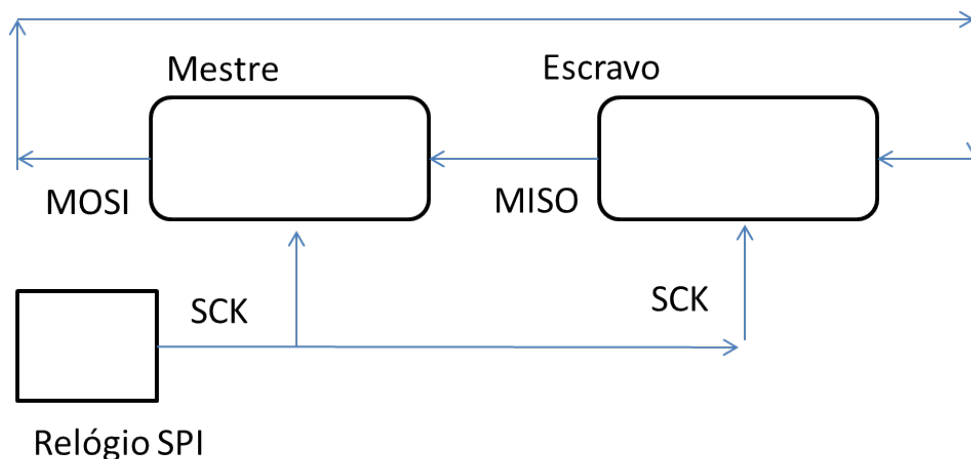 Mestre
Escravo
MOSI
MISO
SCK
SCK
Relógio SPI